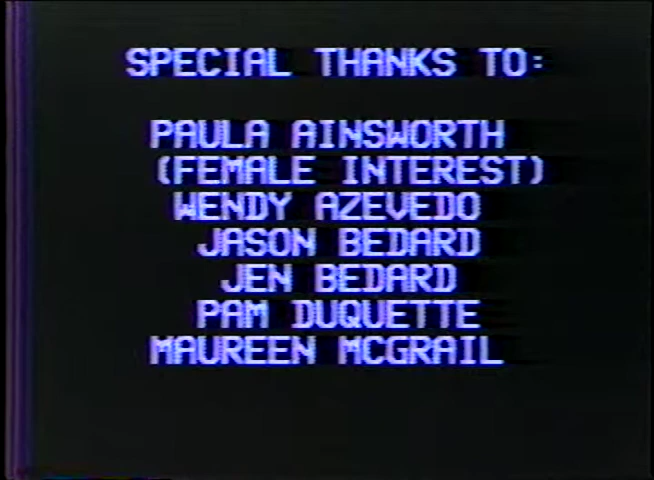 SPECIAL THANKS TO:
PAULA AINSWORTH
(FEMALE INTEREST)
WENDY AZEVEDO
JASON BEDARD
JEN BEDARD
PAM DUQUETTE
MAUREEN MCGRAIL